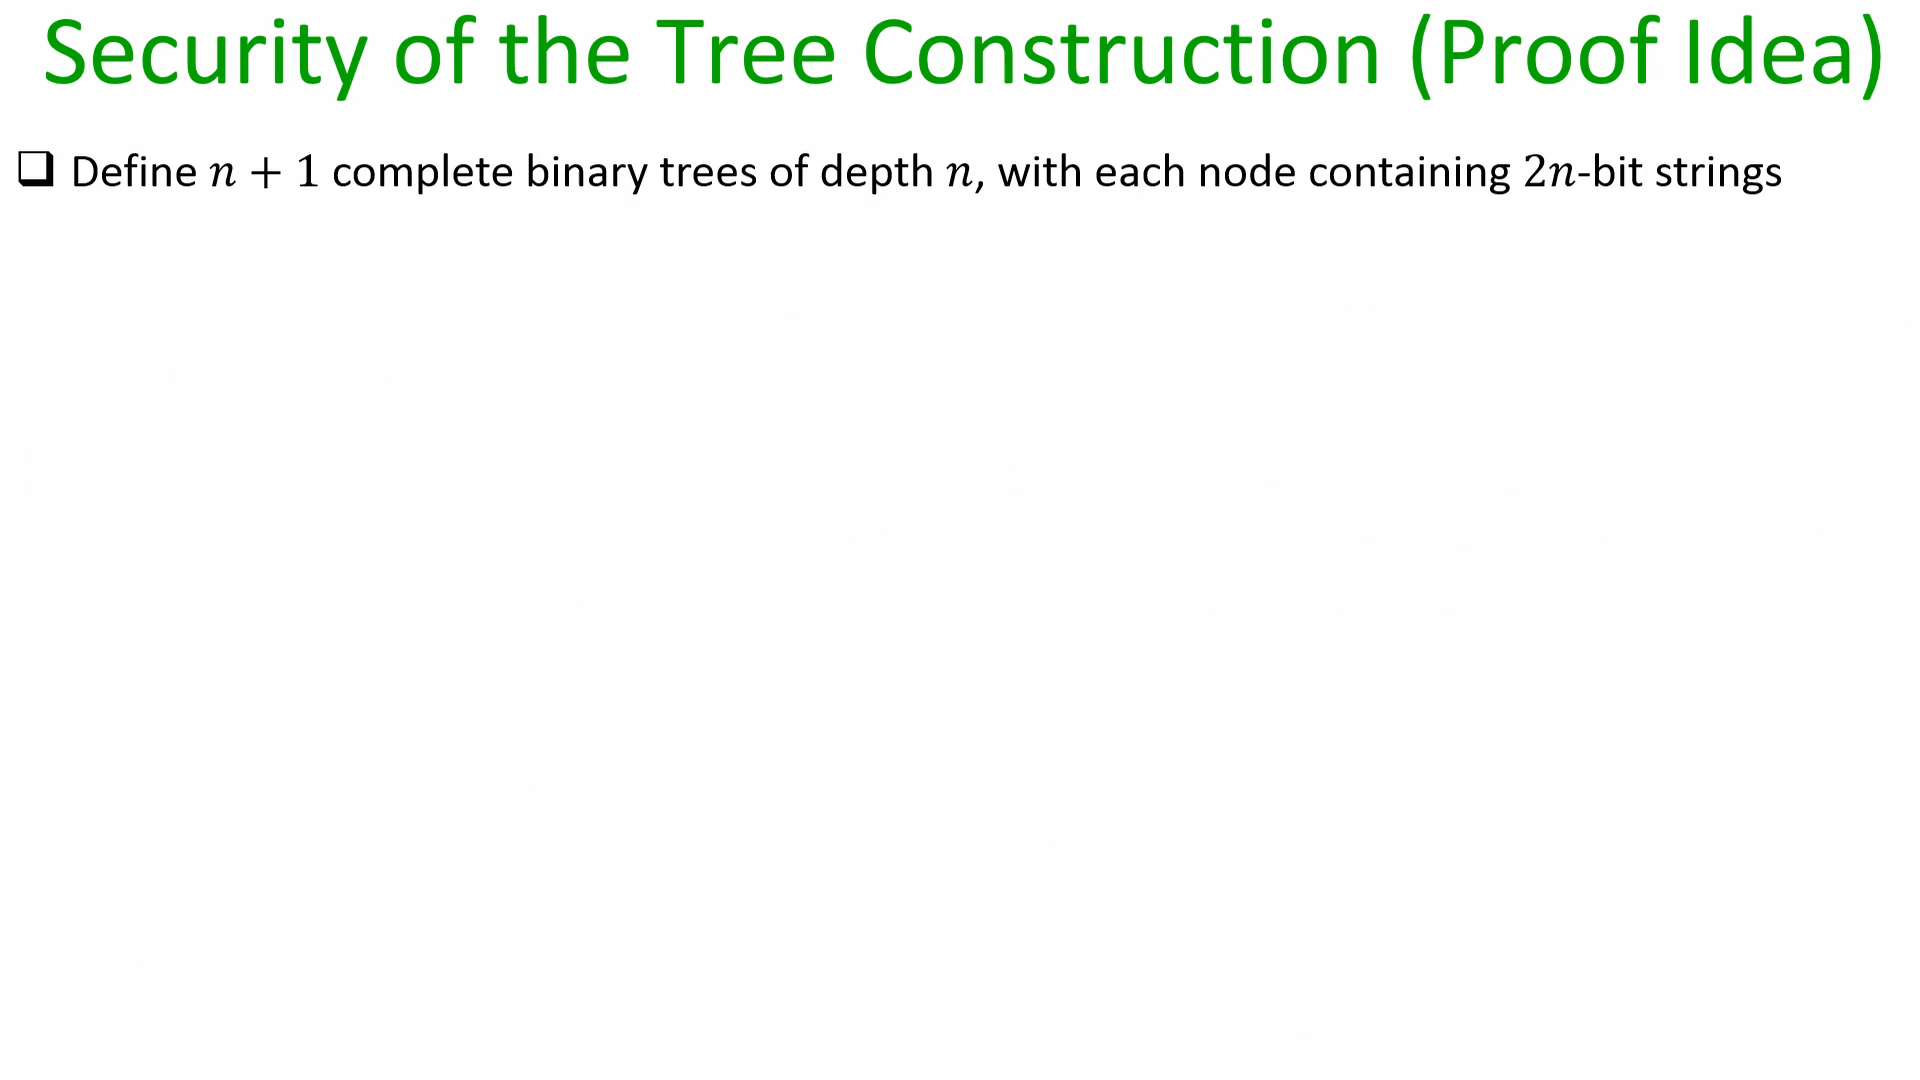 Security of the Tree Construction (Proof Idea)
❑ Define n + 1 complete binary trees of depth n, with each node containing 2n-bit strings